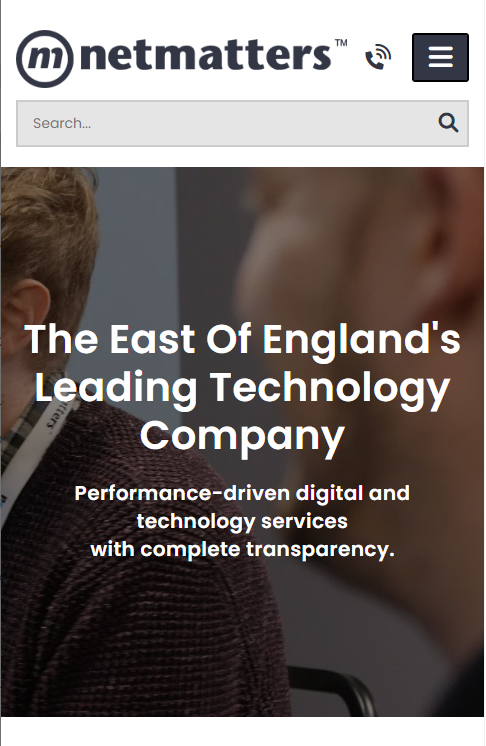 m netmatters™
Search...
The East Of England's
Leading Technology
Company
Performance-driven digital and
technology services
with complete transparency.